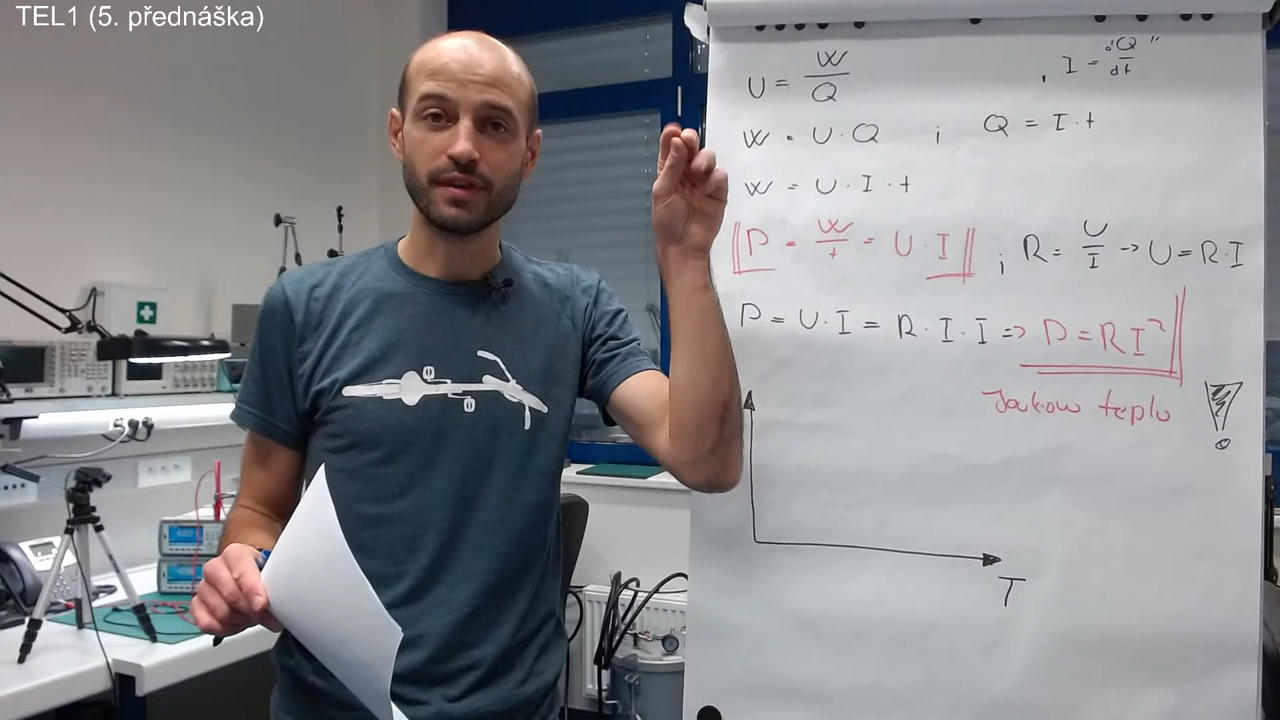 TEL1 (5. přednáška)
U = W/Q , I = "dQ/dt"
W = U · Q ; Q = I · t
W = U · I · t
P = W/t = U · I ; R = U/I → U = R·I
P = U·I = R · I · I => P = RI²
Joulovo teplo !
T